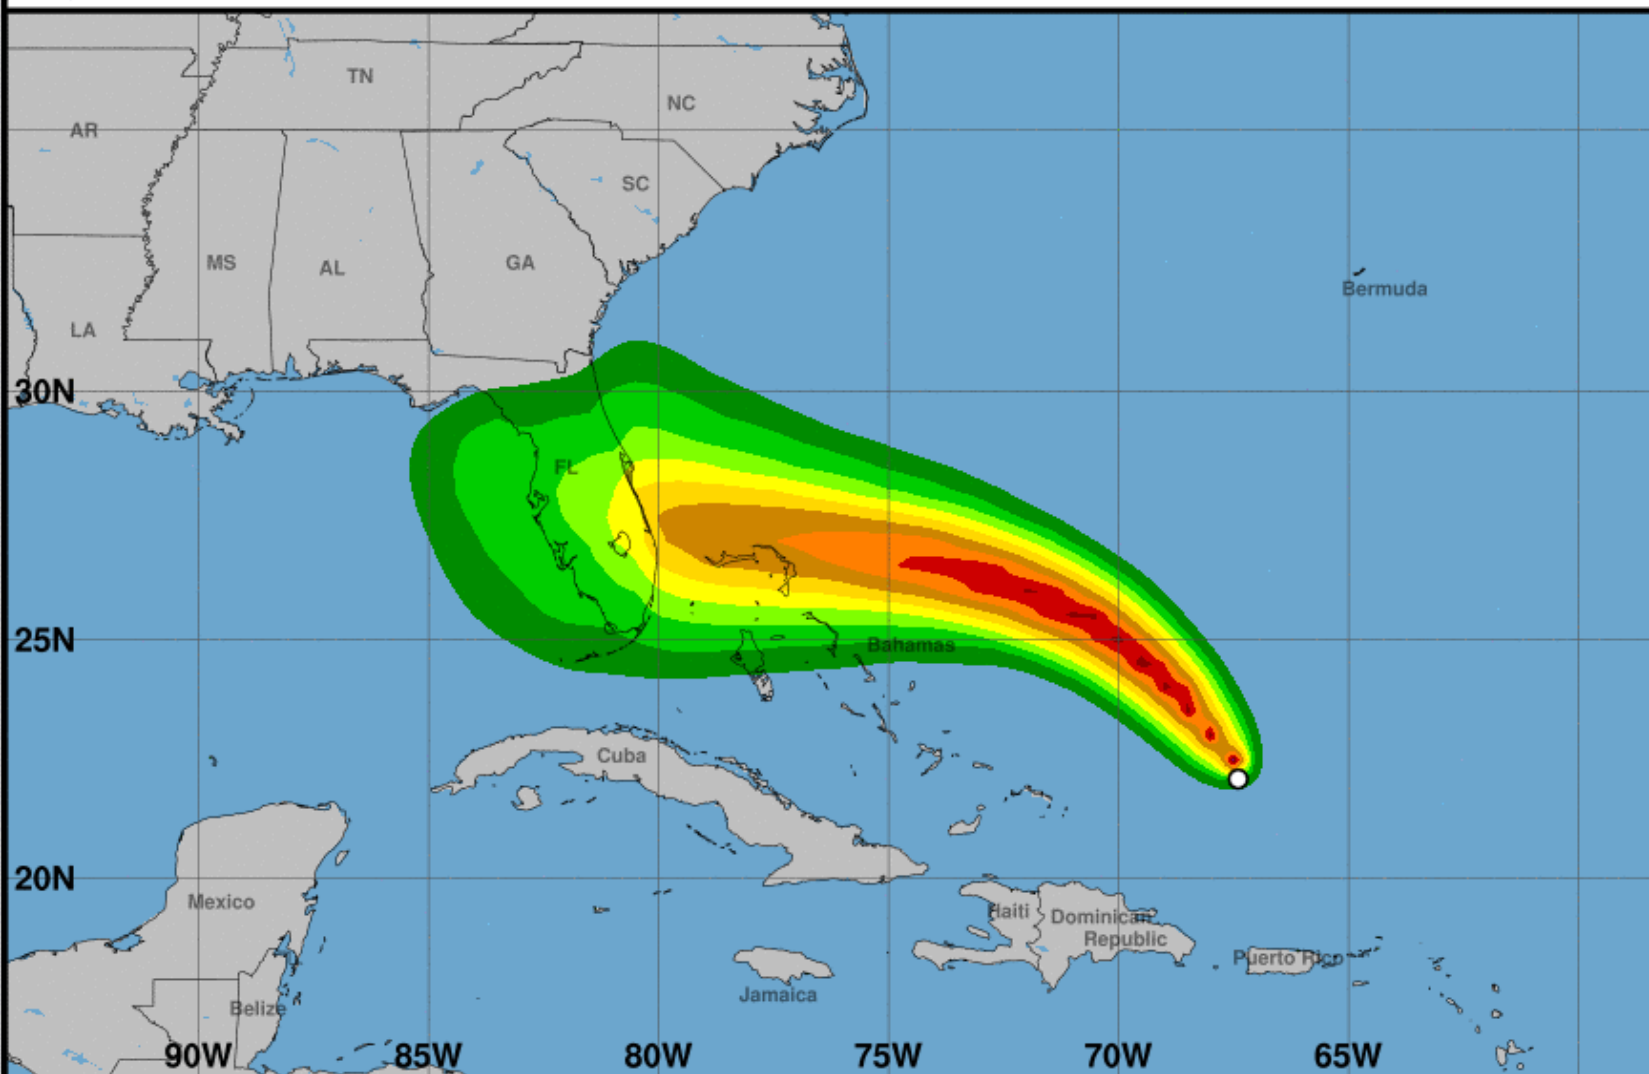 TN
NC
AR
SC
MS
AL
GA
Bermuda
LA
30N
FL
25N
Bahamas
Cuba
20N
Mexico
Haiti
Dominican
Republic
Puerto Rico
Jamaica
Belize
90W
85W
80W
75W
70W
65W